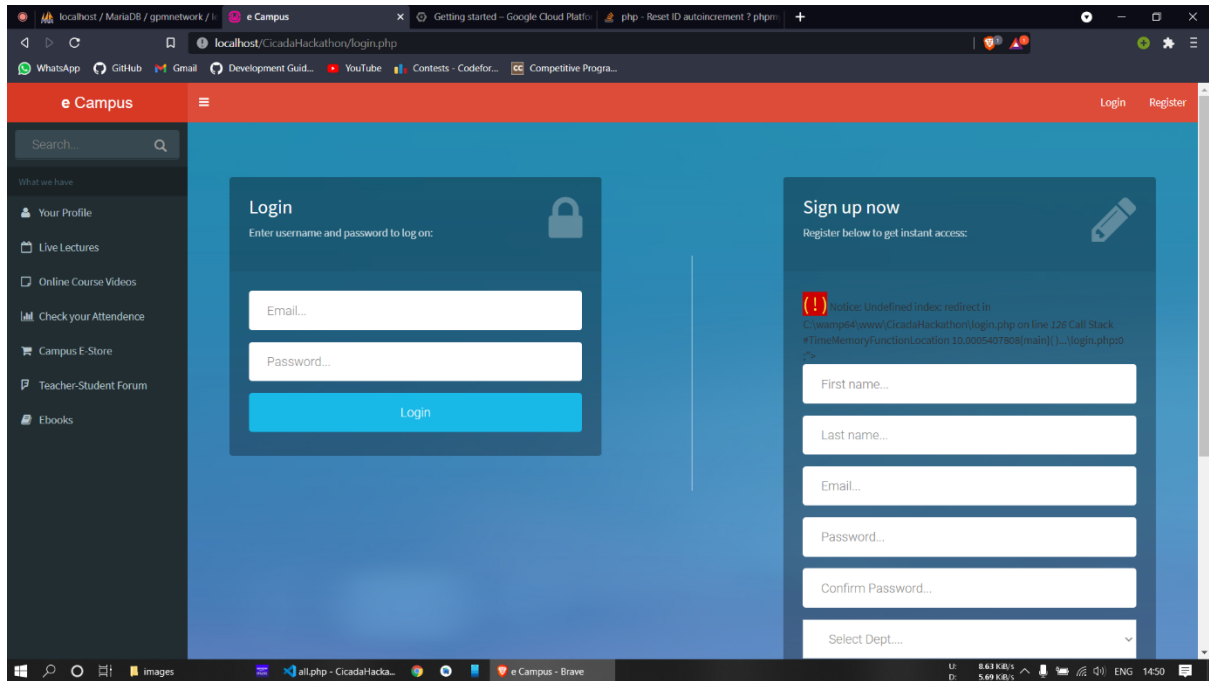 localhost / MariaDB / gpmnetwork / l
e Campus
Getting started – Google Cloud Platfo
php - Reset ID autoincrement ? phpm
localhost/CicadaHackathon/login.php
WhatsApp
GitHub
Gmail
Development Guid...
YouTube
Contests - Codefor...
Competitive Progra...
e Campus
Login
Register
Search...
What we have
Your Profile
Live Lectures
Online Course Videos
Check your Attendence
Campus E-Store
Teacher-Student Forum
Ebooks
Login
Enter username and password to log on:
Email...
Password...
Login
Sign up now
Register below to get instant access:
(!) Notice: Undefined index: redirect in
C:\wamp64\www\CicadaHackathon\login.php on line 126 Call Stack
#TimeMemoryFunctionLocation 10.0005407808{main}( )...\login.php:0
;">
First name...
Last name...
Email...
Password...
Confirm Password...
Select Dept....
images
all.php - CicadaHacka...
e Campus - Brave
U: 8.63 KiB/s
D: 5.69 KiB/s
ENG
14:50